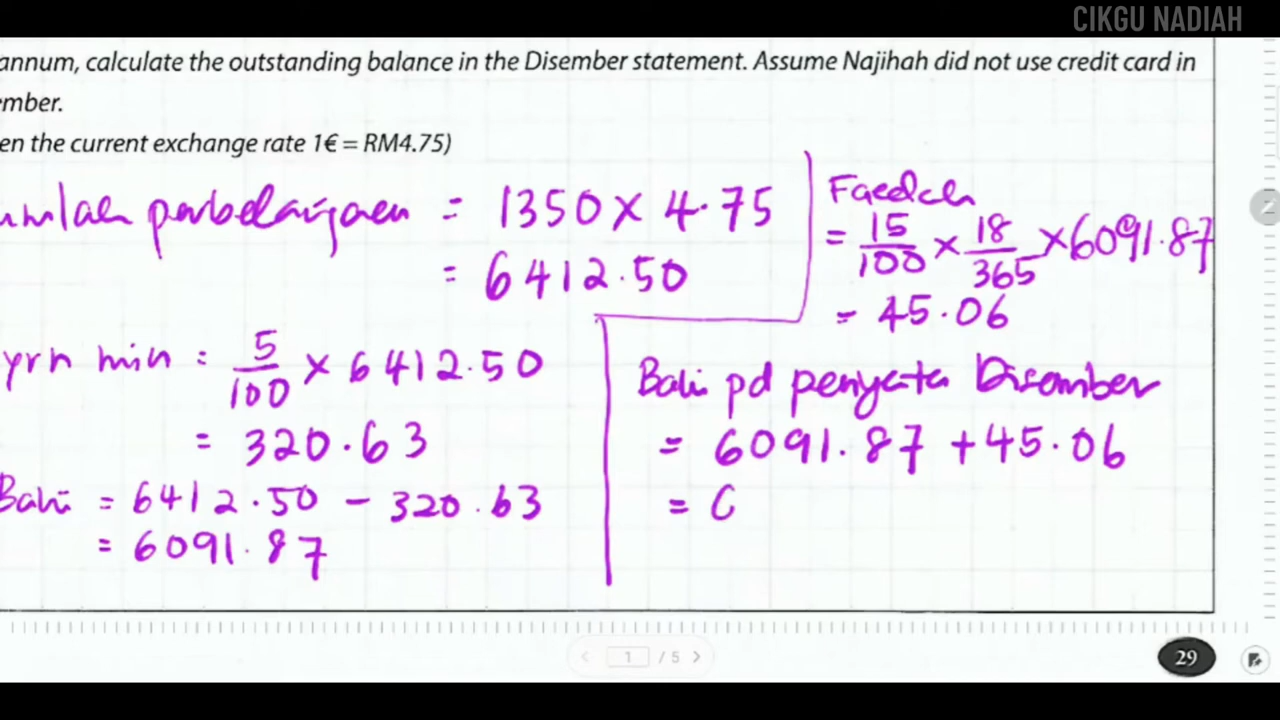 CIKGU NADIAH
annum, calculate the outstanding balance in the Disember statement. Assume Najihah did not use credit card in
ember.
en the current exchange rate 1€ = RM4.75)
umlah perbelanjaan = 1350 × 4.75
= 6412.50
yrn min = 5/100 × 6412.50
= 320.63
Baki = 6412.50 - 320.63
= 6091.87
Faedah
= 15/100 × 18/365 × 6091.87
= 45.06
Baki pd penyata Disember
= 6091.87 + 45.06
=
1 / 5
29